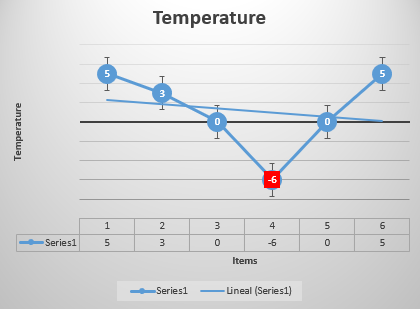 Temperature
5
3
0
-6
0
5
Temperature
1 2 3 4 5 6
Series1 5 3 0 -6 0 5
Items
Series1 Lineal (Series1)